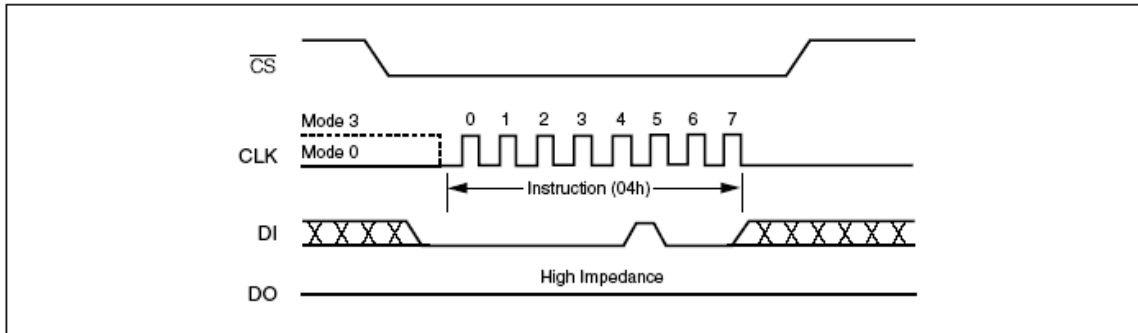 CS
Mode 3
0 1 2 3 4 5 6 7
CLK
Mode 0
Instruction (04h)
DI
High Impedance
DO